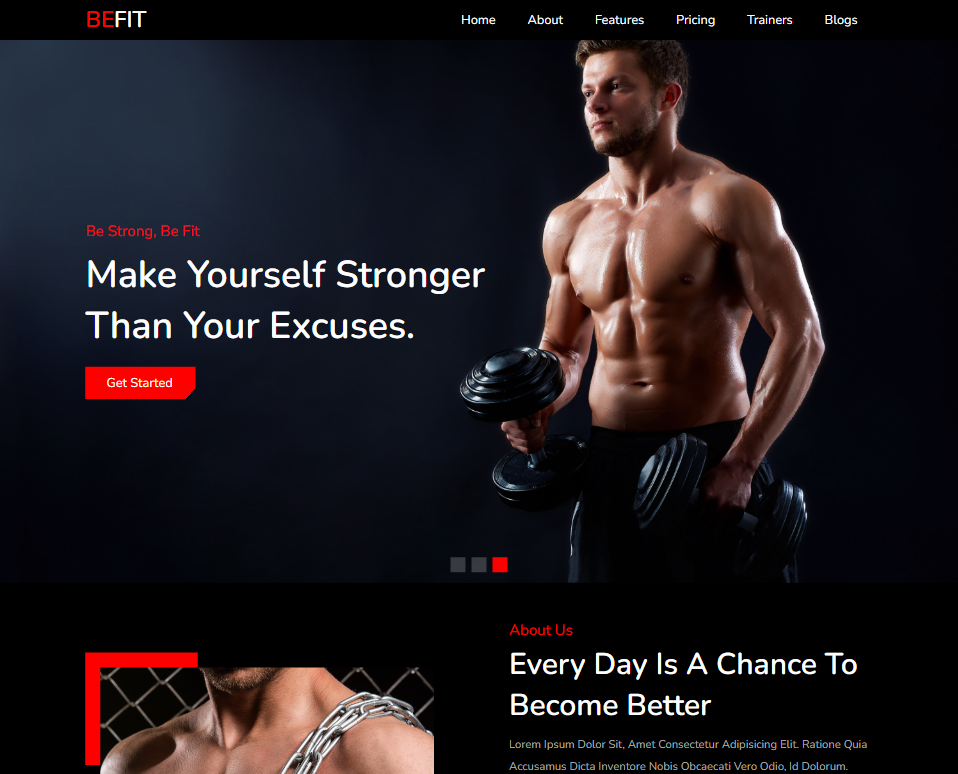 BEFIT
Home About Features Pricing Trainers Blogs
Be Strong, Be Fit
Make Yourself Stronger
Than Your Excuses.
Get Started
About Us
Every Day Is A Chance To
Become Better
Lorem Ipsum Dolor Sit, Amet Consectetur Adipisicing Elit. Ratione Quia
Accusamus Dicta Inventore Nobis Obcaecati Vero Odio, Id Dolorum.